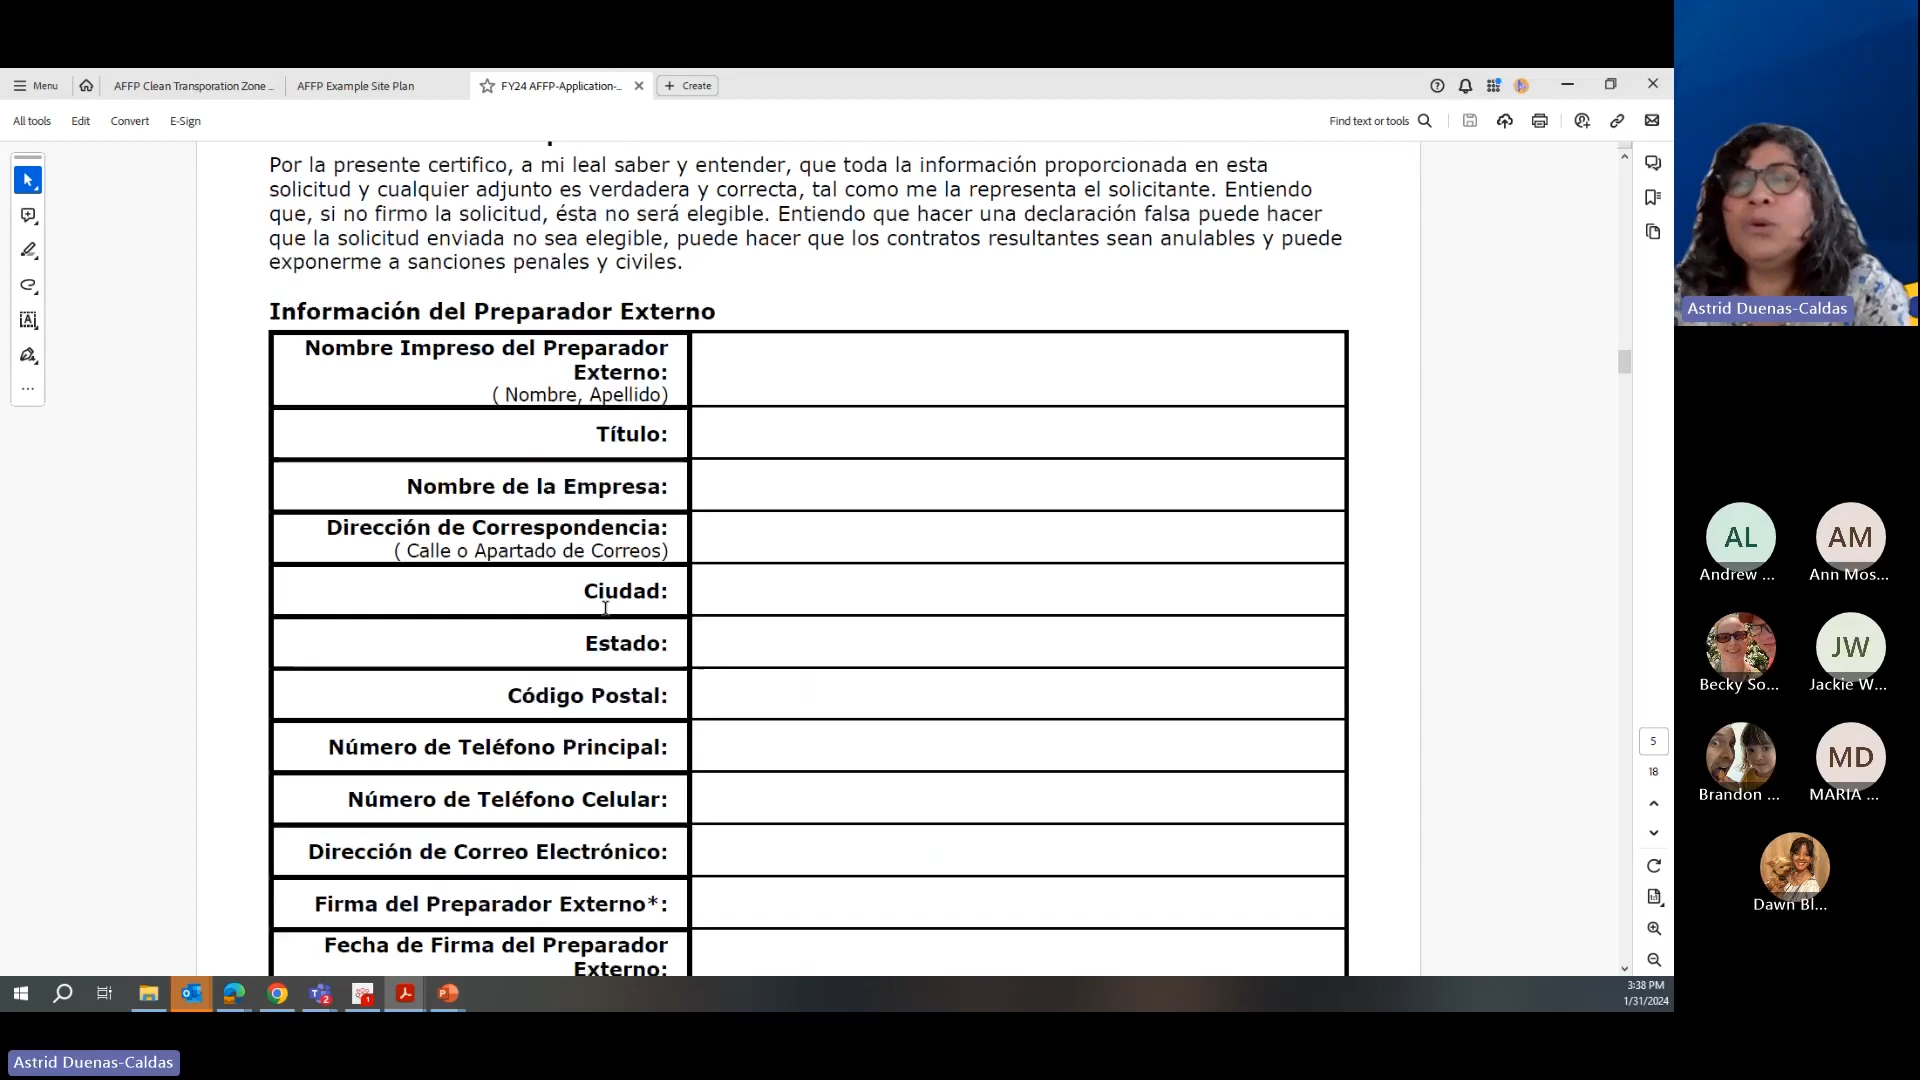 Menu
AFFP Clean Transporation Zone ...
AFFP Example Site Plan
FY24 AFFP-Application-...
Create
All tools
Edit
Convert
E-Sign
Find text or tools
Por la presente certifico, a mi leal saber y entender, que toda la información proporcionada en esta
solicitud y cualquier adjunto es verdadera y correcta, tal como me la representa el solicitante. Entiendo
que, si no firmo la solicitud, ésta no será elegible. Entiendo que hacer una declaración falsa puede hacer
que la solicitud enviada no sea elegible, puede hacer que los contratos resultantes sean anulables y puede
exponerme a sanciones penales y civiles.
Información del Preparador Externo
Nombre Impreso del Preparador
Externo:
( Nombre, Apellido)
Título:
Nombre de la Empresa:
Dirección de Correspondencia:
( Calle o Apartado de Correos)
Ciudad:
Estado:
Código Postal:
Número de Teléfono Principal:
Número de Teléfono Celular:
Dirección de Correo Electrónico:
Firma del Preparador Externo*:
Fecha de Firma del Preparador
Externo:
5
18
3:38 PM
1/31/2024
Astrid Duenas-Caldas
AL
Andrew ...
AM
Ann Mos...
Becky So...
JW
Jackie W...
Brandon ...
MD
MARIA ...
Dawn Bl...
Astrid Duenas-Caldas